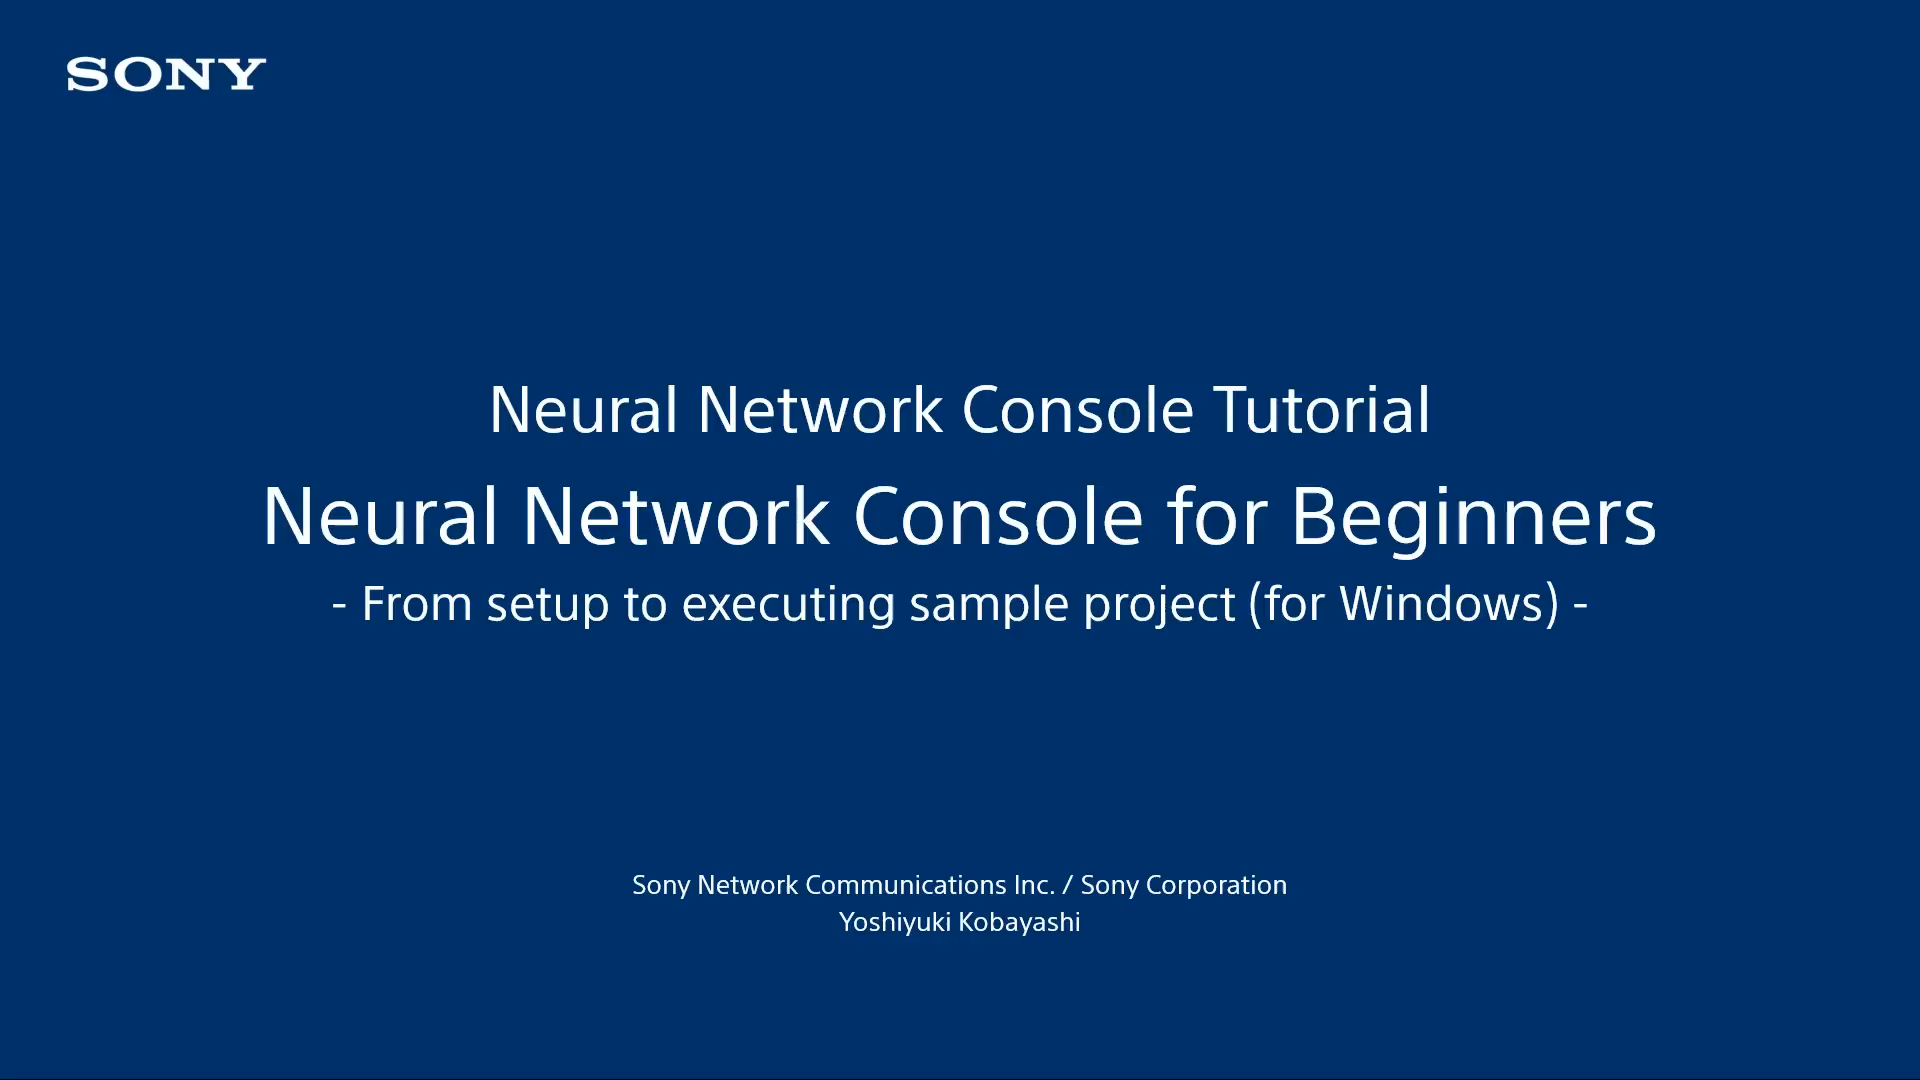 SONY
Neural Network Console Tutorial
Neural Network Console for Beginners
- From setup to executing sample project (for Windows) -
Sony Network Communications Inc. / Sony Corporation
Yoshiyuki Kobayashi